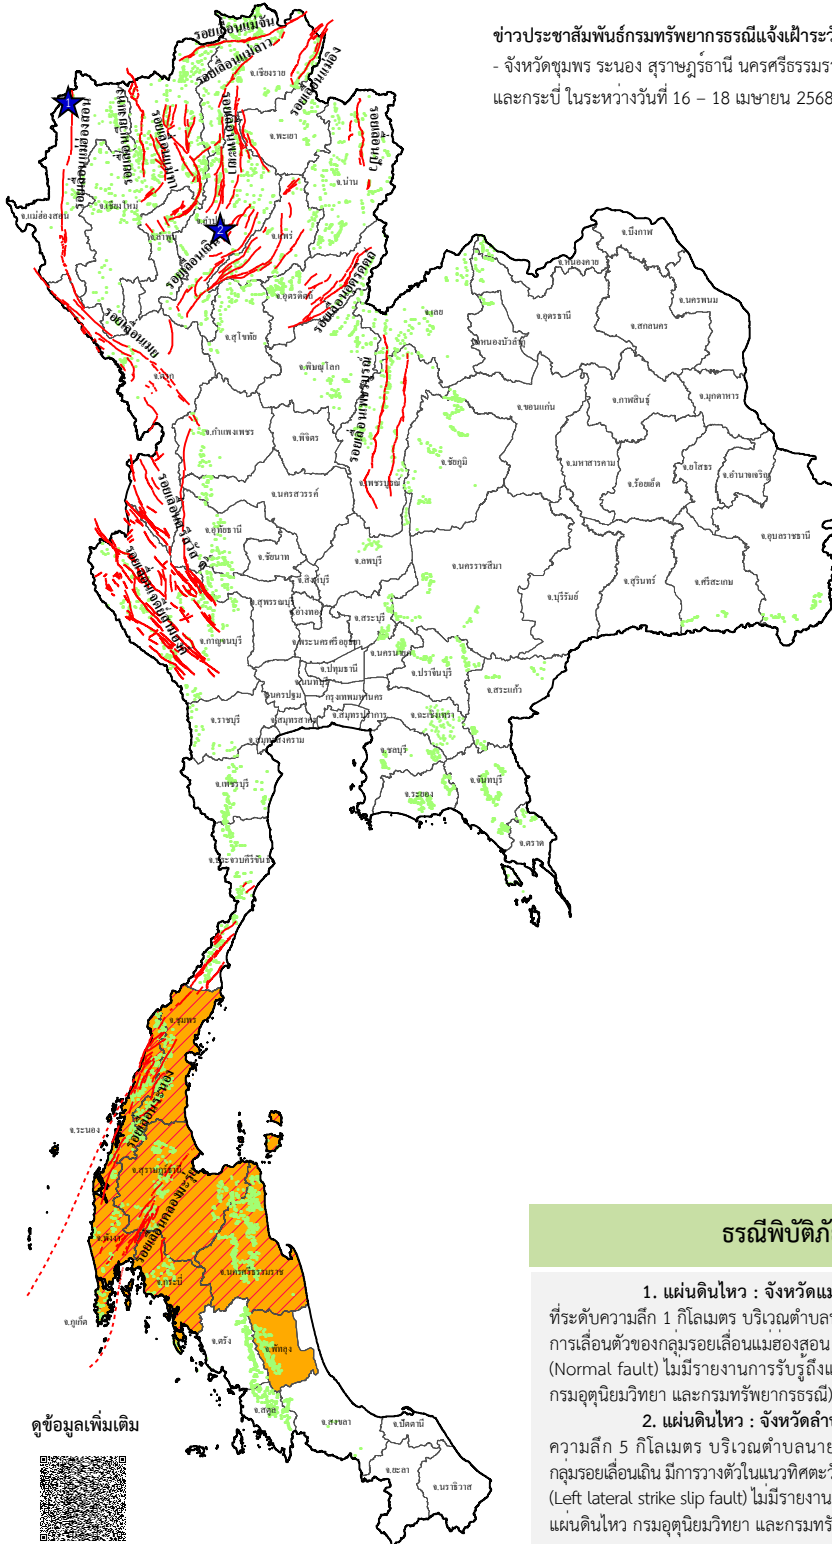 ข่าวประชาสัมพันธ์กรมทรัพยากรธรณีแจ้งเฝ้าระวั
- จังหวัดชุมพร ระนอง สุราษฎร์ธานี นครศรีธรรมรา
และกระบี่ ในระหว่างวันที่ 16 – 18 เมษายน 2568
รอยเลื่อนแม่จัน
รอยเลื่อนแม่ลาว
จ.เชียงราย
รอยเลื่อนแม่อิง
1
รอยเลื่อนแม่ฮ่องสอน
รอยเลื่อนแม่ทา
รอยเลื่อนพะเยา
รอยเลื่อนปัว
จ.พะเยา
จ.น่าน
จ.แม่ฮ่องสอน
จ.เชียงใหม่
จ.ลำพูน
จ.ลำปาง
2
จ.แพร่
รอยเลื่อนเถิน
จ.อุตรดิตถ์
รอยเลื่อนอุตรดิตถ์
รอยเลื่อนเมย
จ.ตาก
จ.สุโขทัย
จ.พิษณุโลก
จ.เลย
จ.บึงกาฬ
จ.หนองคาย
จ.นครพนม
จ.อุดรธานี
จ.สกลนคร
จ.หนองบัวลำภู
รอยเลื่อนเพชรบูรณ์
จ.กำแพงเพชร
จ.พิจิตร
จ.เพชรบูรณ์
จ.ขอนแก่น
จ.กาฬสินธุ์
จ.มุกดาหาร
จ.ชัยภูมิ
จ.มหาสารคาม
จ.ร้อยเอ็ด
จ.ยโสธร
จ.อำนาจเจริญ
จ.นครสวรรค์
รอยเลื่อนศรีสวัสดิ์
รอยเลื่อนเจดีย์สามองค์
จ.อุทัยธานี
จ.ชัยนาท
จ.ลพบุรี
จ.นครราชสีมา
จ.บุรีรัมย์
จ.สุรินทร์
จ.ศรีสะเกษ
จ.อุบลราชธานี
จ.สิงห์บุรี
จ.สุพรรณบุรี
จ.อ่างทอง
จ.สระบุรี
จ.กาญจนบุรี
จ.พระนครศรีอยุธยา
จ.นครนายก
จ.ปทุมธานี
จ.ปราจีนบุรี
จ.นนทบุรี
จ.นครปฐม
กรุงเทพมหานคร
จ.สระแก้ว
จ.ราชบุรี
จ.สมุทรสาคร
จ.สมุทรปราการ
จ.ฉะเชิงเทรา
จ.สมุทรสงคราม
จ.ชลบุรี
จ.เพชรบุรี
จ.ระยอง
จ.จันทบุรี
จ.ตราด
จ.ประจวบคีรีขันธ์
จ.ชุมพร
รอยเลื่อนระนอง
จ.ระนอง
จ.สุราษฎร์ธานี
รอยเลื่อนคลองมะรุ่ย
จ.พังงา
จ.กระบี่
จ.นครศรีธรรมราช
จ.ภูเก็ต
จ.ตรัง
จ.พัทลุง
จ.สตูล
จ.สงขลา
จ.ปัตตานี
จ.ยะลา
จ.นราธิวาส
ดูข้อมูลเพิ่มเติม
ธรณีพิบัติภั
1. แผ่นดินไหว : จังหวัดแม่
ที่ระดับความลึก 1 กิโลเมตร บริเวณตำบล
การเลื่อนตัวของกลุ่มรอยเลื่อนแม่ฮ่องสอน
(Normal fault) ไม่มีรายงานการรับรู้ถึงแ
กรมอุตุนิยมวิทยา และกรมทรัพยากรธรณี)
2. แผ่นดินไหว : จังหวัดลำป
ความลึก 5 กิโลเมตร บริเวณตำบลนาย
กลุ่มรอยเลื่อนเถิน มีการวางตัวในแนวทิศตะวั
(Left lateral strike slip fault) ไม่มีรายงาน
แผ่นดินไหว กรมอุตุนิยมวิทยา และกรมทรั